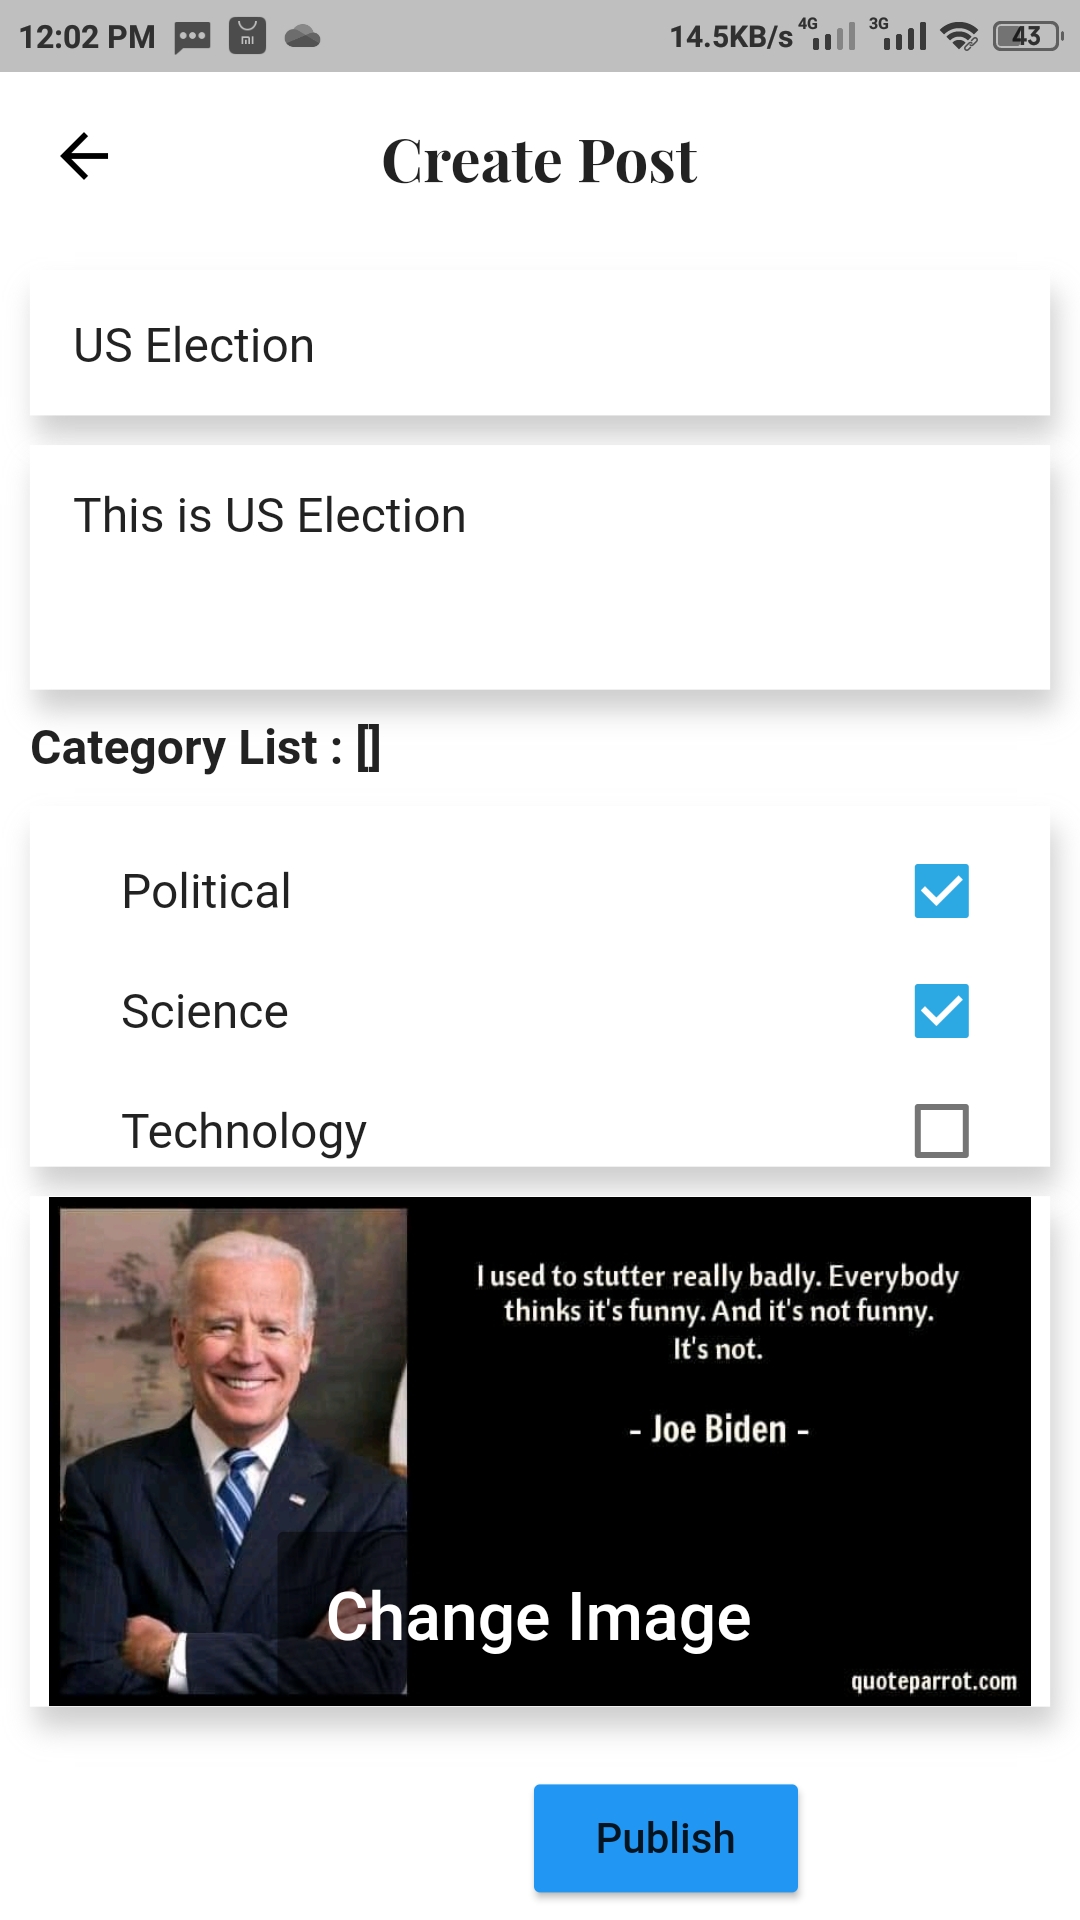 12:02 PM mi 14.5KB/s 4G 3G 43
Create Post
US Election
This is US Election
Category List : []
Political
Science
Technology
I used to stutter really badly. Everybody
thinks it's funny. And it's not funny.
It's not.
- Joe Biden -
Change Image
quoteparrot.com
Publish